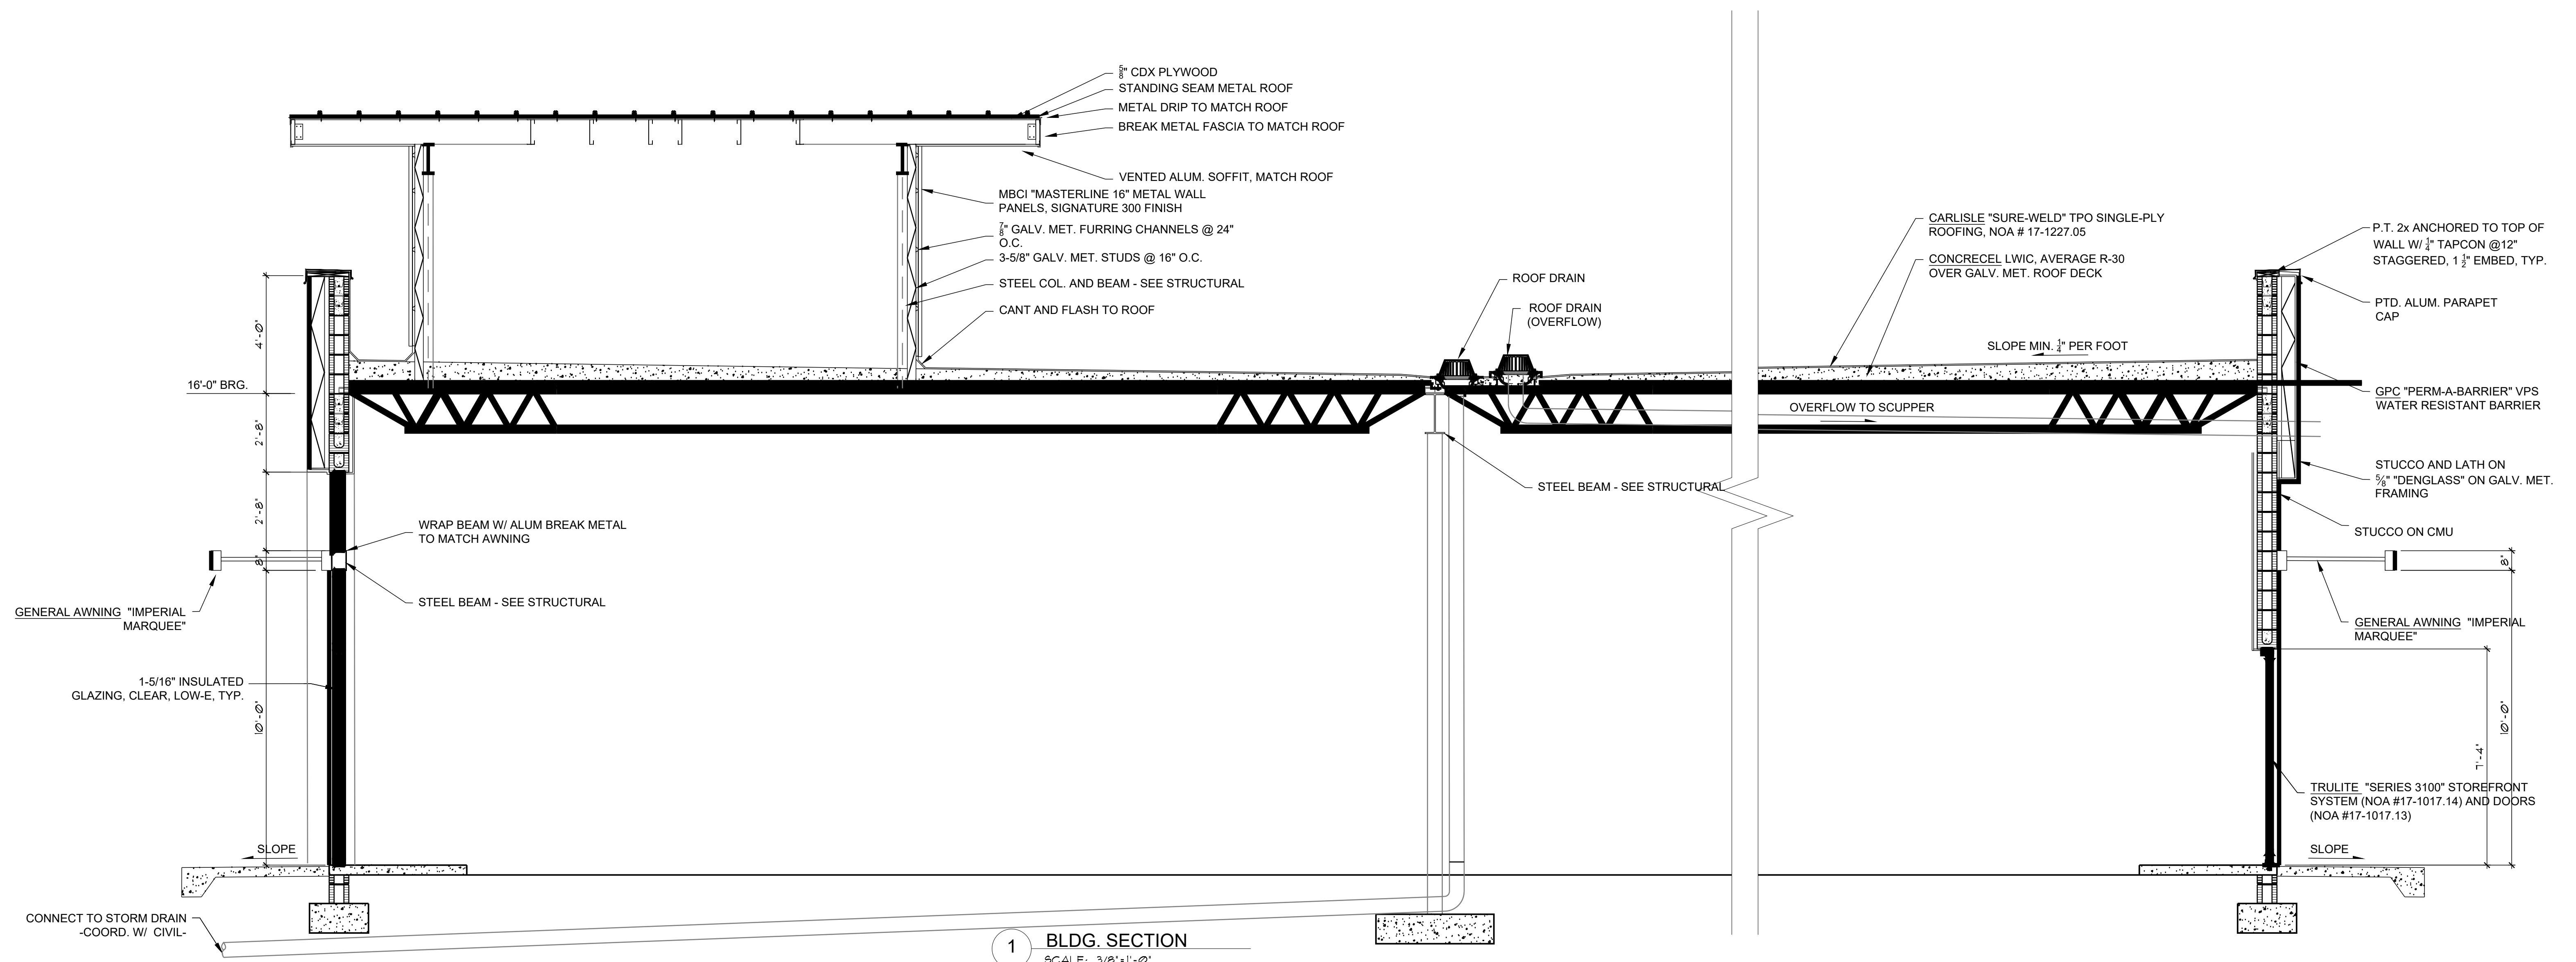 ⅝" CDX PLYWOOD
STANDING SEAM METAL ROOF
METAL DRIP TO MATCH ROOF
BREAK METAL FASCIA TO MATCH ROOF
VENTED ALUM. SOFFIT, MATCH ROOF
MBCI "MASTERLINE 16" METAL WALL
PANELS, SIGNATURE 300 FINISH
⅞" GALV. MET. FURRING CHANNELS @ 24"
O.C.
3-5/8" GALV. MET. STUDS @ 16" O.C.
STEEL COL. AND BEAM - SEE STRUCTURAL
CANT AND FLASH TO ROOF
ROOF DRAIN
ROOF DRAIN
(OVERFLOW)
CARLISLE "SURE-WELD" TPO SINGLE-PLY
ROOFING, NOA # 17-1227.05
CONCRECEL LWIC, AVERAGE R-30
OVER GALV. MET. ROOF DECK
SLOPE MIN. ¼" PER FOOT
P.T. 2x ANCHORED TO TOP OF
WALL W/ ¼" TAPCON @12"
STAGGERED, 1 ½" EMBED, TYP.
PTD. ALUM. PARAPET
CAP
GPC "PERM-A-BARRIER" VPS
WATER RESISTANT BARRIER
STUCCO AND LATH ON
⅝" "DENGLASS" ON GALV. MET.
FRAMING
STUCCO ON CMU
4'-0"
16'-0" BRG.
2'-8"
2'-8"
8"
10'-0"
OVERFLOW TO SCUPPER
STEEL BEAM - SEE STRUCTURAL
WRAP BEAM W/ ALUM BREAK METAL
TO MATCH AWNING
STEEL BEAM - SEE STRUCTURAL
GENERAL AWNING "IMPERIAL
MARQUEE"
1-5/16" INSULATED
GLAZING, CLEAR, LOW-E, TYP.
8"
GENERAL AWNING "IMPERIAL
MARQUEE"
10'-0"
7'-4"
TRULITE "SERIES 3100" STOREFRONT
SYSTEM (NOA #17-1017.14) AND DOORS
(NOA #17-1017.13)
SLOPE
SLOPE
CONNECT TO STORM DRAIN
-COORD. W/ CIVIL-
1
BLDG. SECTION
SCALE: 3/8"=1'-0"